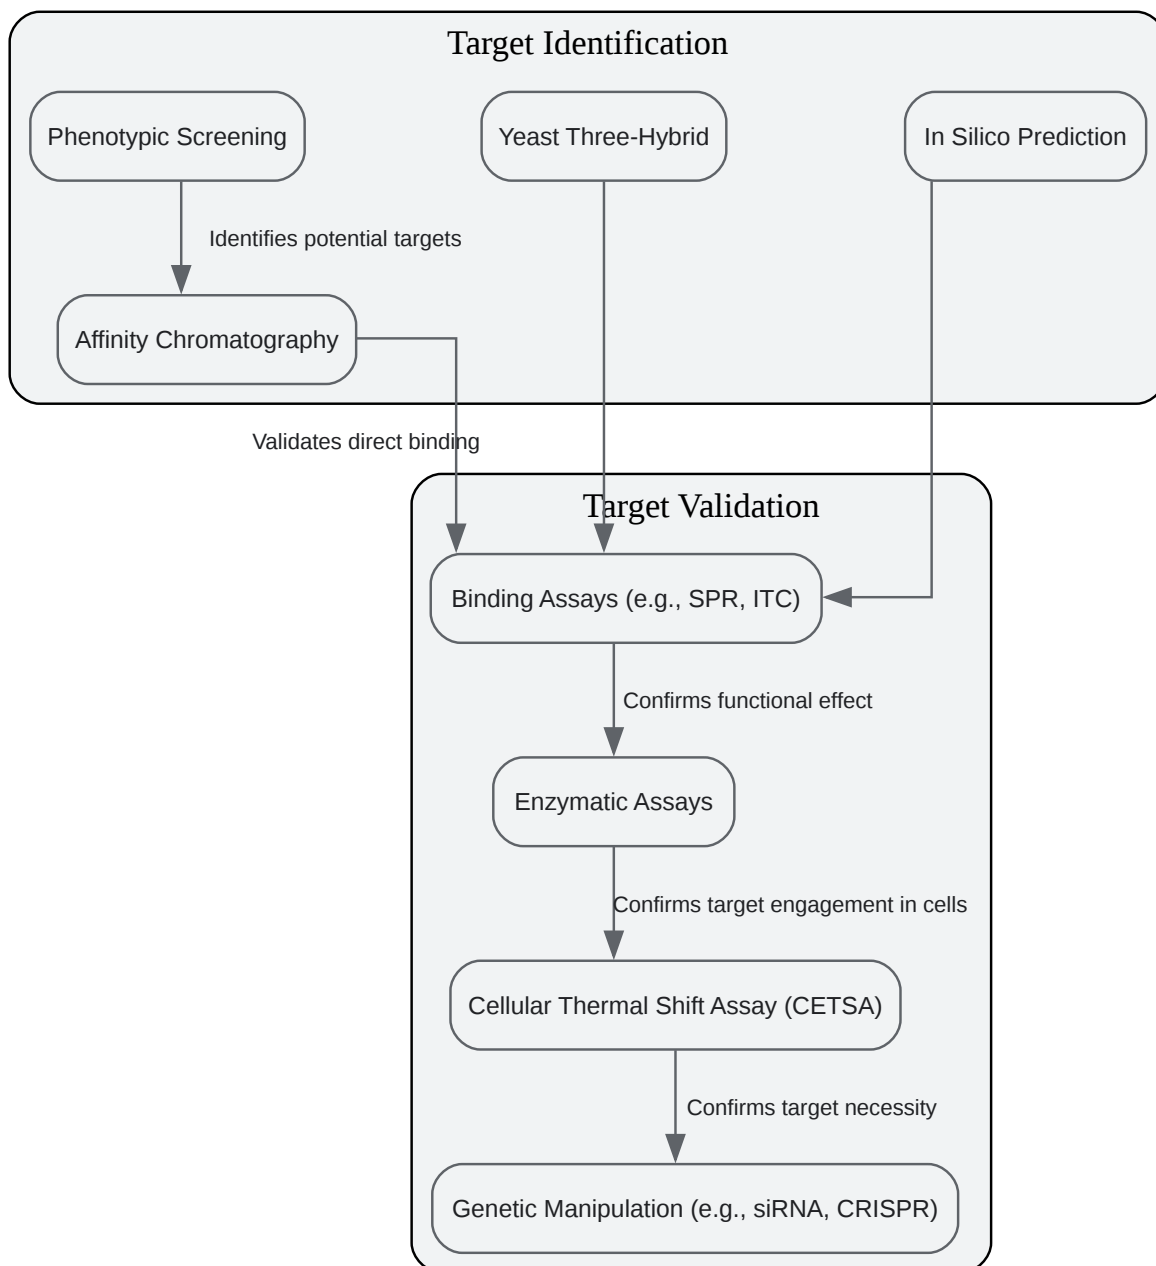 Target Identification
Phenotypic Screening
Yeast Three-Hybrid
In Silico Prediction
Identifies potential targets
Affinity Chromatography
Validates direct binding
Target Validation
Binding Assays (e.g., SPR, ITC)
Confirms functional effect
Enzymatic Assays
Confirms target engagement in cells
Cellular Thermal Shift Assay (CETSA)
Confirms target necessity
Genetic Manipulation (e.g., siRNA, CRISPR)